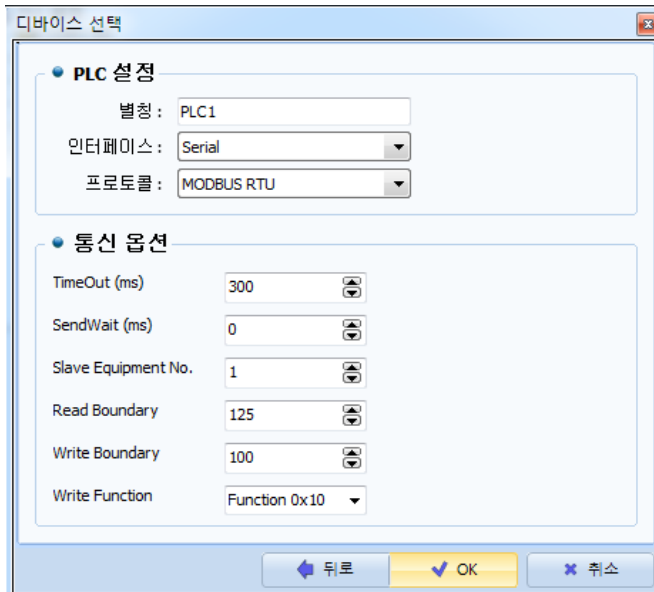 디바이스 선택
PLC 설정
별칭 : PLC1
인터페이스 : Serial
프로토콜 : MODBUS RTU
통신 옵션
TimeOut (ms) 300
SendWait (ms) 0
Slave Equipment No. 1
Read Boundary 125
Write Boundary 100
Write Function Function 0x10
뒤로 OK 취소